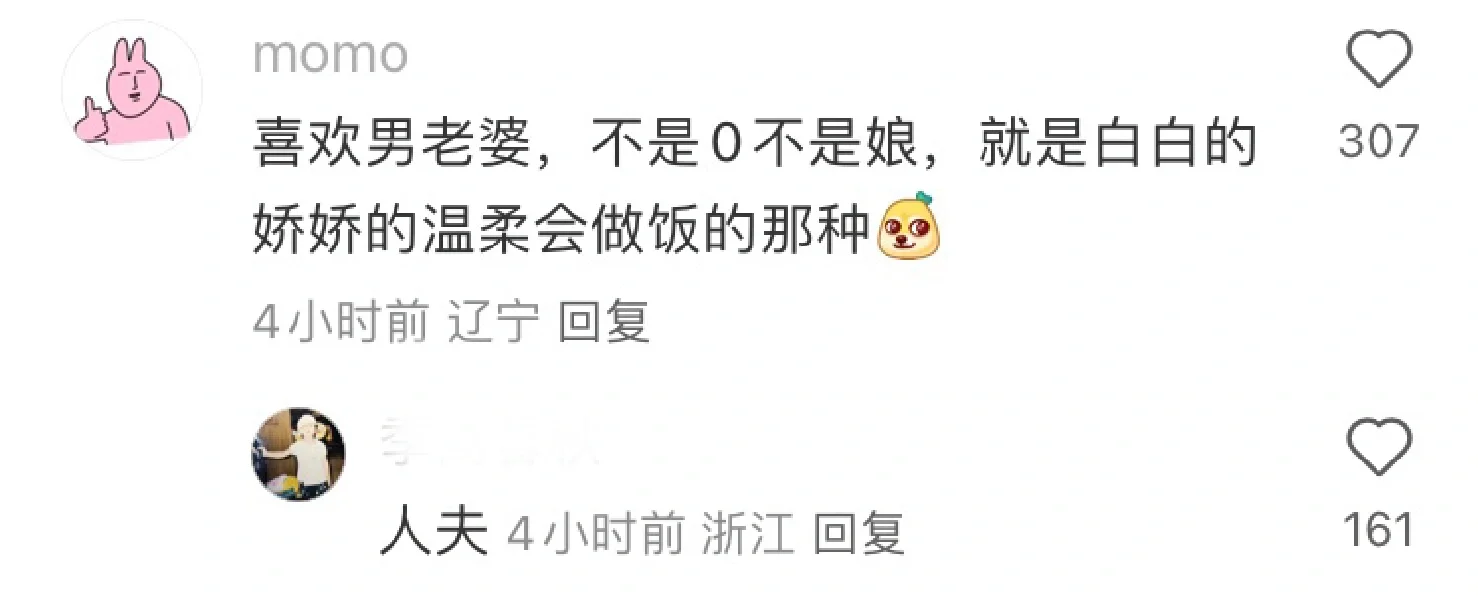 momo
喜欢男老婆，不是0不是娘，就是白白的
307
娇娇的温柔会做饭的那种
4小时前 辽宁 回复
人夫 4小时前 浙江 回复
161